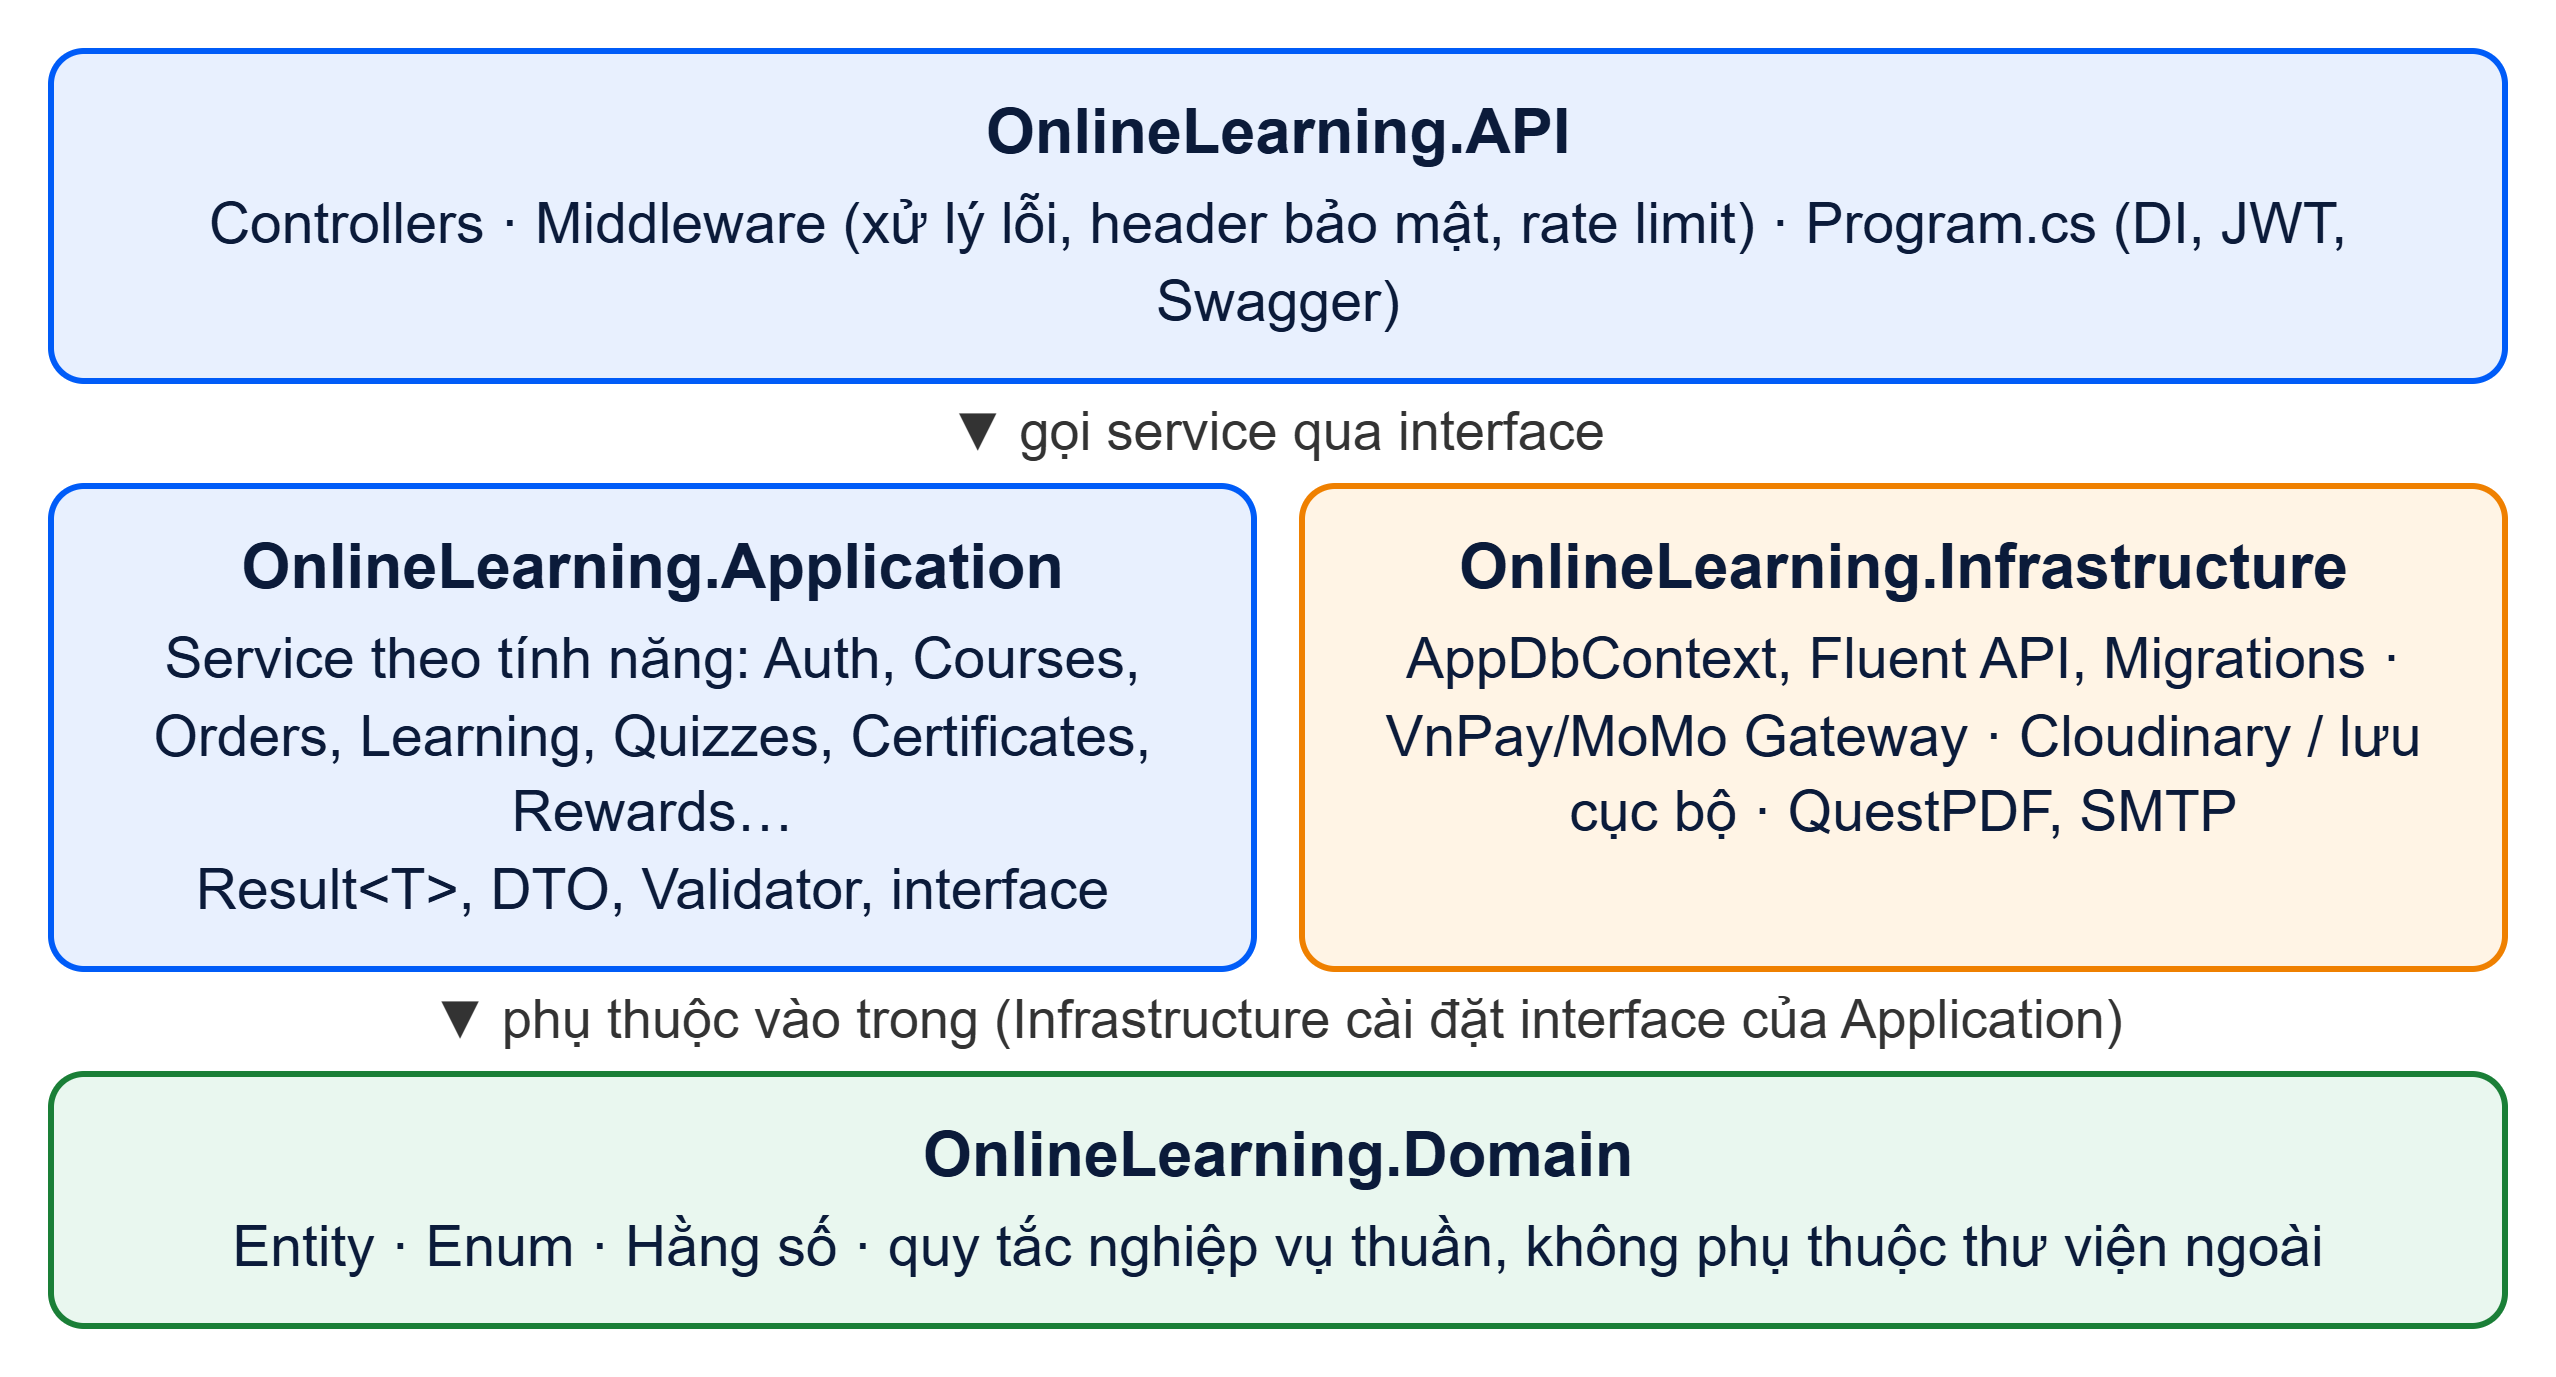 OnlineLearning.API
Controllers · Middleware (xử lý lỗi, header bảo mật, rate limit) · Program.cs (DI, JWT,
Swagger)
▼ gọi service qua interface
OnlineLearning.Application
Service theo tính năng: Auth, Courses,
Orders, Learning, Quizzes, Certificates,
Rewards…
Result<T>, DTO, Validator, interface
OnlineLearning.Infrastructure
AppDbContext, Fluent API, Migrations ·
VnPay/MoMo Gateway · Cloudinary / lưu
cục bộ · QuestPDF, SMTP
▼ phụ thuộc vào trong (Infrastructure cài đặt interface của Application)
OnlineLearning.Domain
Entity · Enum · Hằng số · quy tắc nghiệp vụ thuần, không phụ thuộc thư viện ngoài